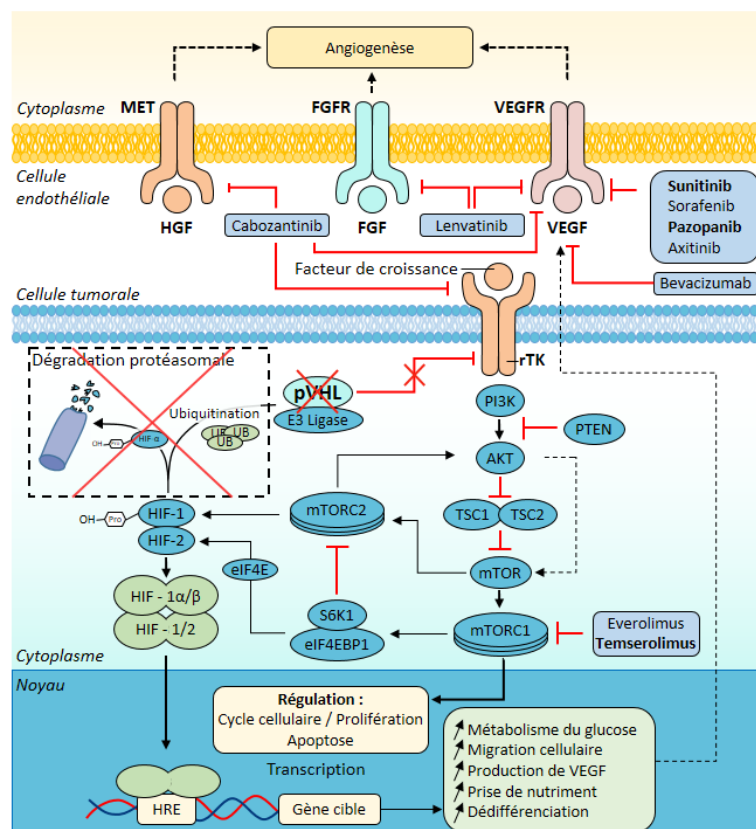 Angiogenèse
Cytoplasme
MET
FGFR
VEGFR
Cellule
endothéliale
HGF
FGF
VEGF
Cabozantinib
Lenvatinib
Sunitinib
Sorafenib
Pazopanib
Axitinib
Bevacizumab
Facteur de croissance
Cellule tumorale
rTK
Dégradation protéasomale
Ubiquitination
HIF α
OH
Pro
UB
UB
pVHL
E3 Ligase
PI3K
PTEN
AKT
TSC1
TSC2
mTOR
mTORC2
mTORC1
OH
Pro
HIF-1
HIF-2
eIF4E
S6K1
eIF4EBP1
HIF - 1α/β
HIF - 1/2
Everolimus
Temserolimus
Cytoplasme
Noyau
Régulation :
Cycle cellulaire / Prolifération
Apoptose
Transcription
HRE
Gène cible
Métabolisme du glucose
Migration cellulaire
Production de VEGF
Prise de nutriment
Dédifférenciation